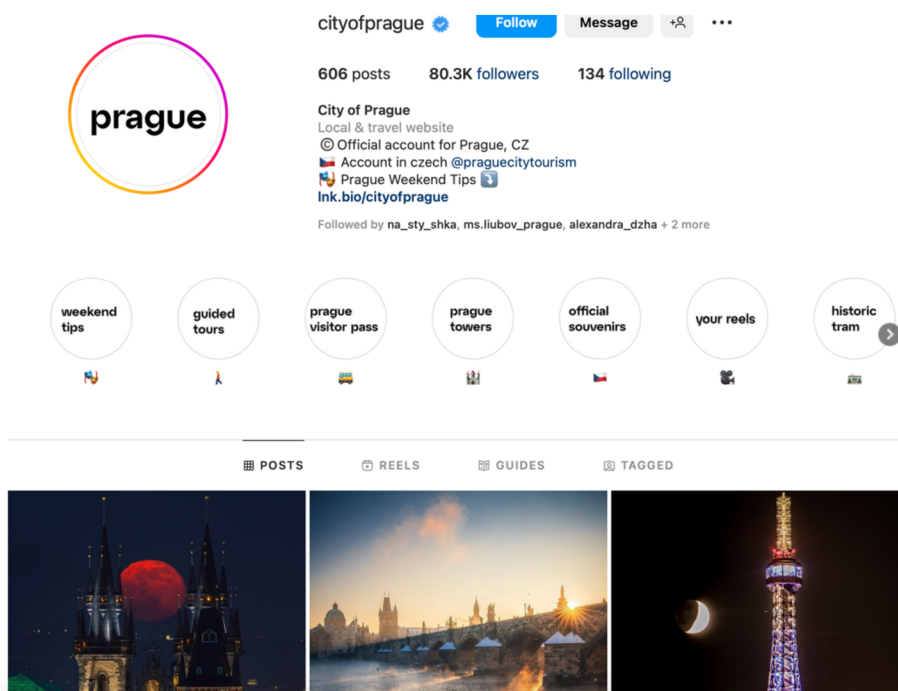 cityofprague
Follow
Message
prague
606 posts
80.3K followers
134 following
City of Prague
Local & travel website
© Official account for Prague, CZ
🇨🇿 Account in czech @praguecitytourism
Prague Weekend Tips ⤵️
lnk.bio/cityofprague
Followed by na_sty_shka, ms.liubov_prague, alexandra_dzha + 2 more
weekend
tips
guided
tours
prague
visitor pass
prague
towers
official
souvenirs
your reels
historic
tram
POSTS
REELS
GUIDES
TAGGED